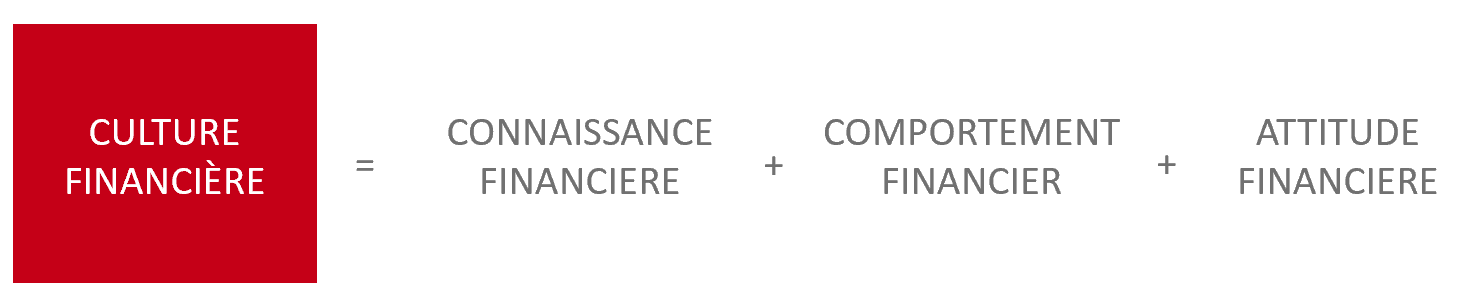 CULTURE
FINANCIÈRE
=
CONNAISSANCE
FINANCIERE
+
COMPORTEMENT
FINANCIER
+
ATTITUDE
FINANCIERE